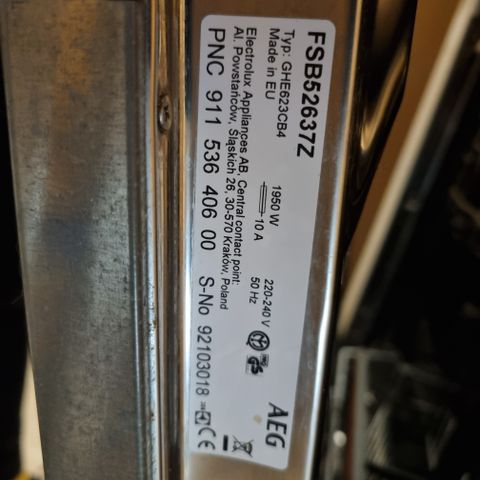 FSB52637Z
Typ: GHE623CB4
Made in EU
1950 W
10 A
220-240 V
50 Hz
AEG
Electrolux Appliances AB, Central contact point:
Al. Powstańców, Śląskich 26, 30-570 Kraków, Poland
PNC 911 536 406 00
S-No 92103018
CE